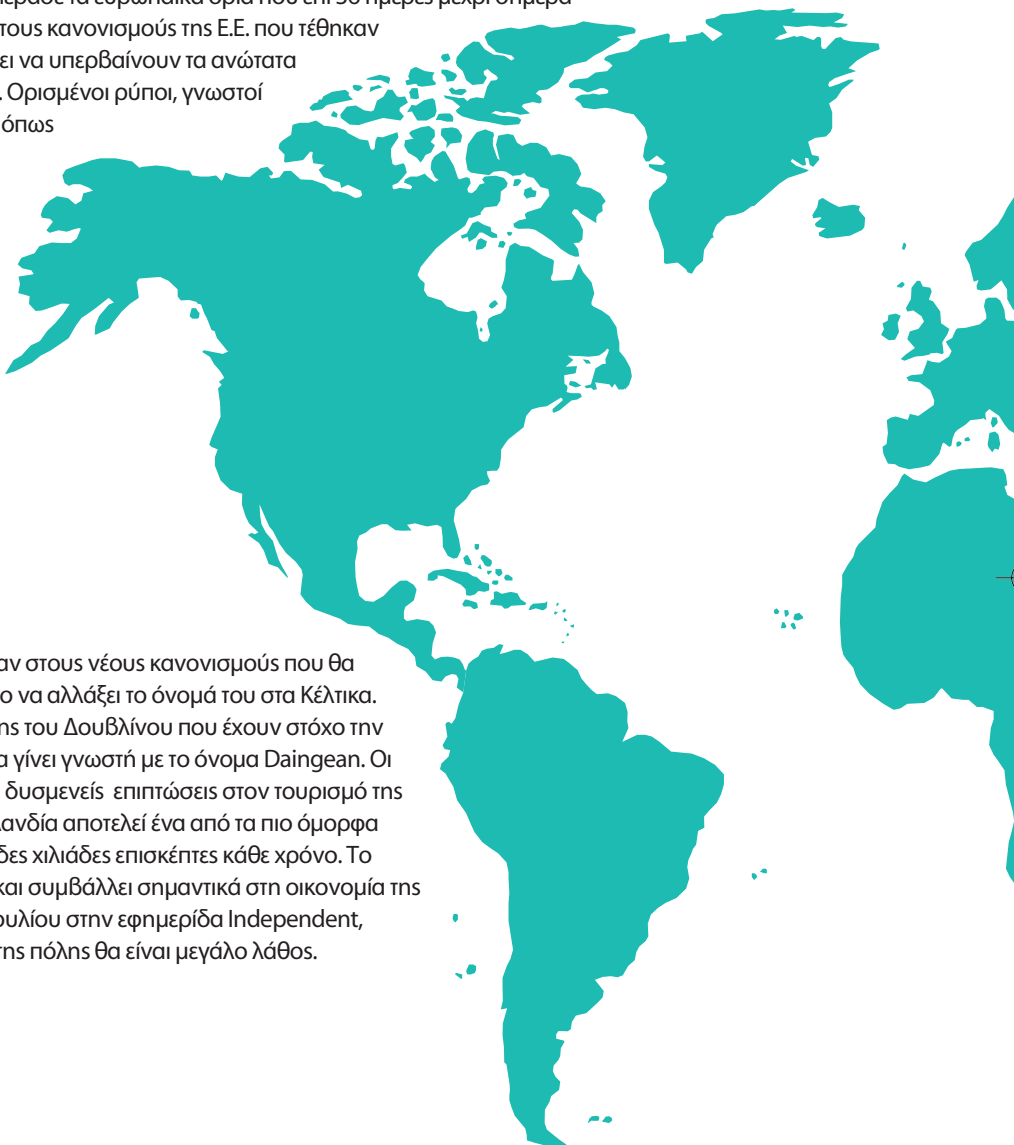 τα ευρωπαϊκά όρια που επί 36 ημέρες μέχρι σήμερα
τους κανονισμούς της Ε.Ε. που τέθηκαν
ει να υπερβαίνουν τα ανώτατα
. Ορισμένοι ρύποι, γνωστοί
όπως
αν στους νέους κανονισμούς που θα
ο να αλλάξει το όνομά του στα Κέλτικα.
ης του Δουβλίνου που έχουν στόχο την
α γίνει γνωστή με το όνομα Daingean. Οι
δυσμενείς επιπτώσεις στον τουρισμό της
λανδία αποτελεί ένα από τα πιο όμορφα
δες χιλιάδες επισκέπτες κάθε χρόνο. Το
και συμβάλλει σημαντικά στη οικονομία της
ουλίου στην εφημερίδα Independent,
της πόλης θα είναι μεγάλο λάθος.